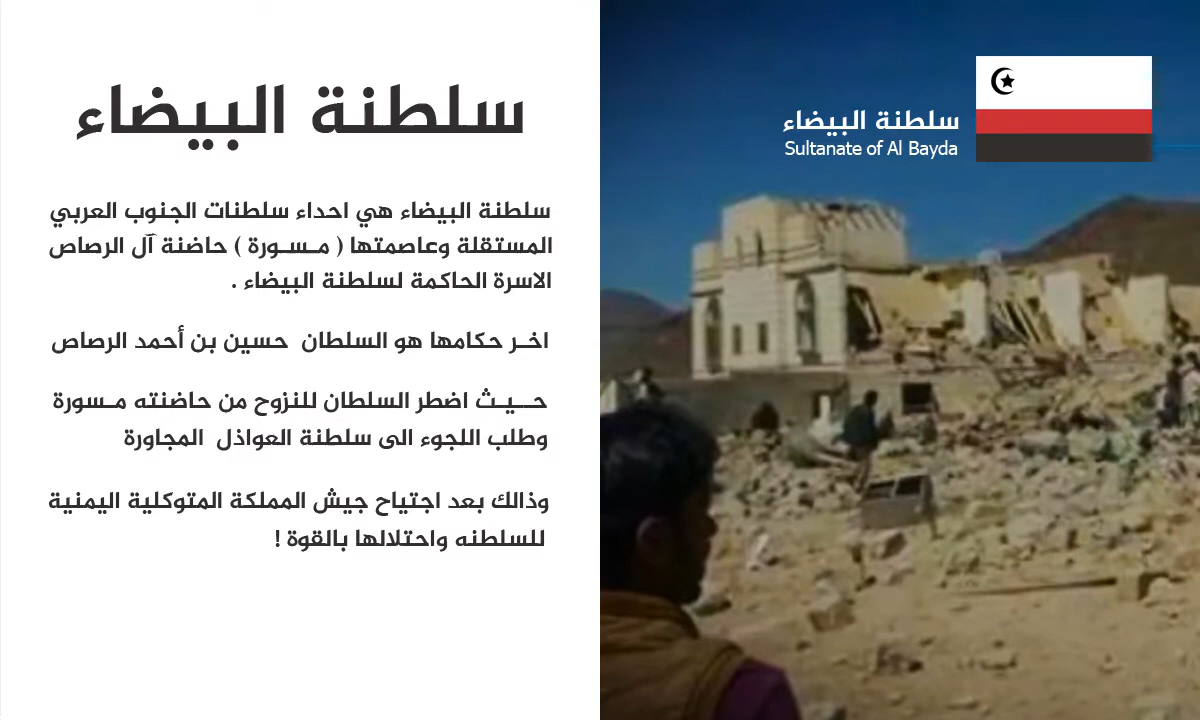 سلطنة البيضاء
سلطنة البيضاء هي احداء سلطنات الجنوب العربي
المستقلة وعاصمتها ( مـسـورة ) حاضنة آل الرصاص
الاسرة الحاكمة لسلطنة البيضاء .
اخـر حكامها هو السلطان حسين بن أحمد الرصاص
حــيـث اضطر السلطان للنزوح من حاضنته مـسورة
وطلب اللجوء الى سلطنة العواذل المجاورة
وذالك بعد اجتياح جيش المملكة المتوكلية اليمنية
للسلطنه واحتلالها بالقوة !
سلطنة البيضاء
Sultanate of Al Bayda